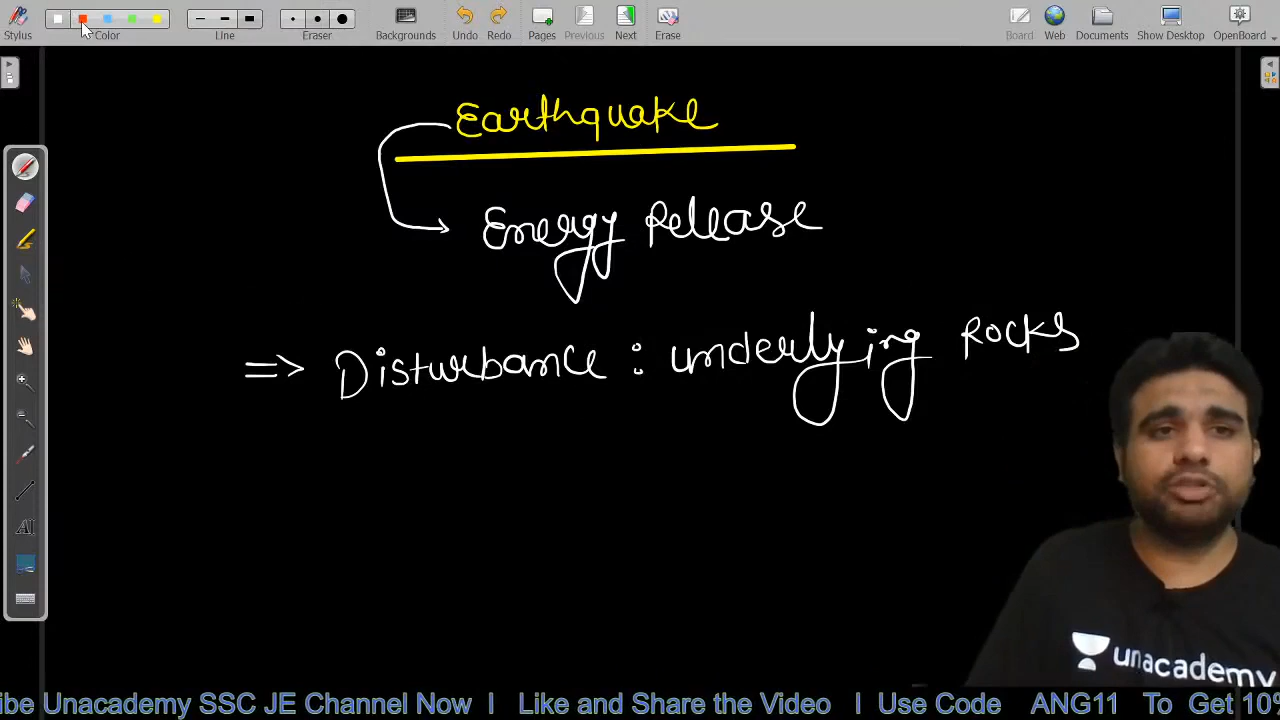 Stylus Color Line Eraser Backgrounds Undo Redo Pages Previous Next Erase Board Web Documents Show Desktop OpenBoard
Earthquake
Energy Release
=> Disturbance : underlying Rocks
AI
unacademy
ibe Unacademy SSC JE Channel Now I Like and Share the Video I Use Code ANG11 To Get 10%